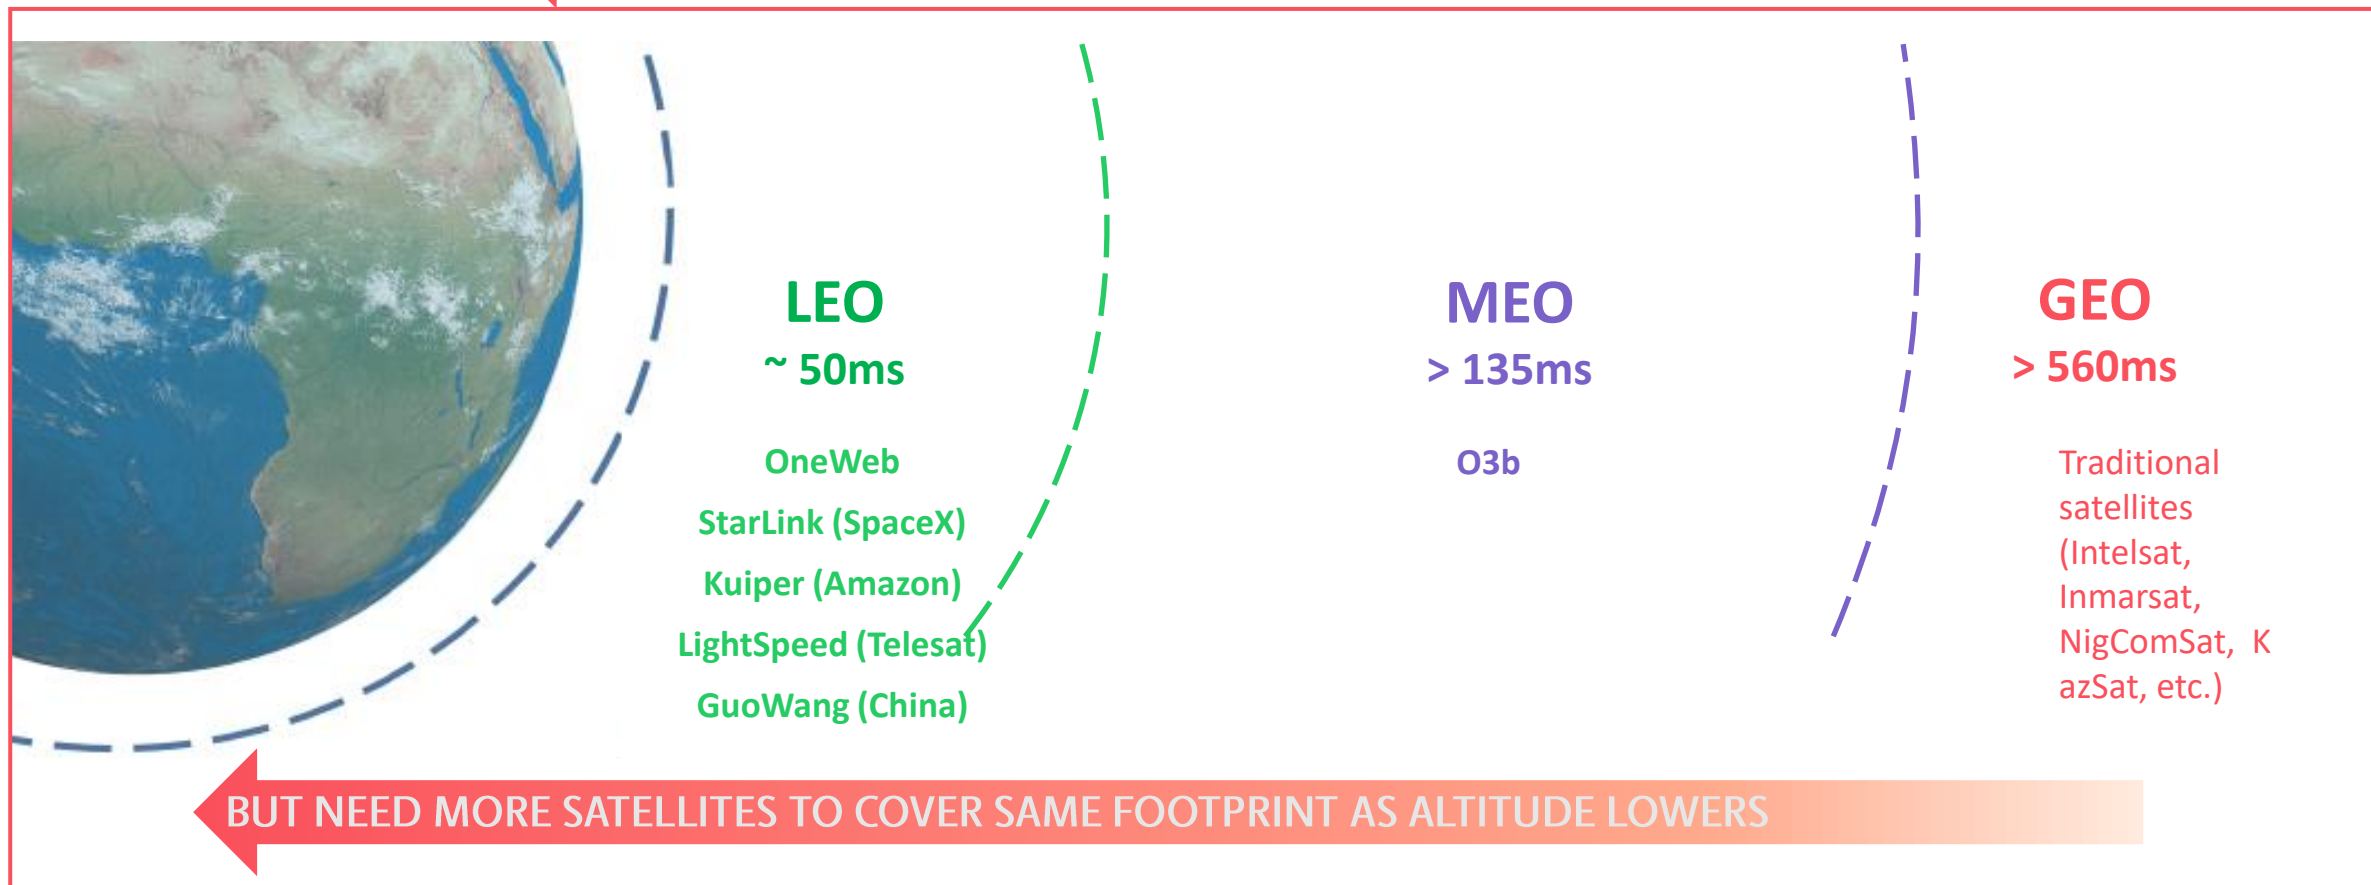 LEO
~ 50ms
OneWeb
StarLink (SpaceX)
Kuiper (Amazon)
LightSpeed (Telesat)
GuoWang (China)
MEO
> 135ms
O3b
GEO
> 560ms
Traditional
satellites
(Intelsat,
Inmarsat,
NigComSat, K
azSat, etc.)
BUT NEED MORE SATELLITES TO COVER SAME FOOTPRINT AS ALTITUDE LOWERS